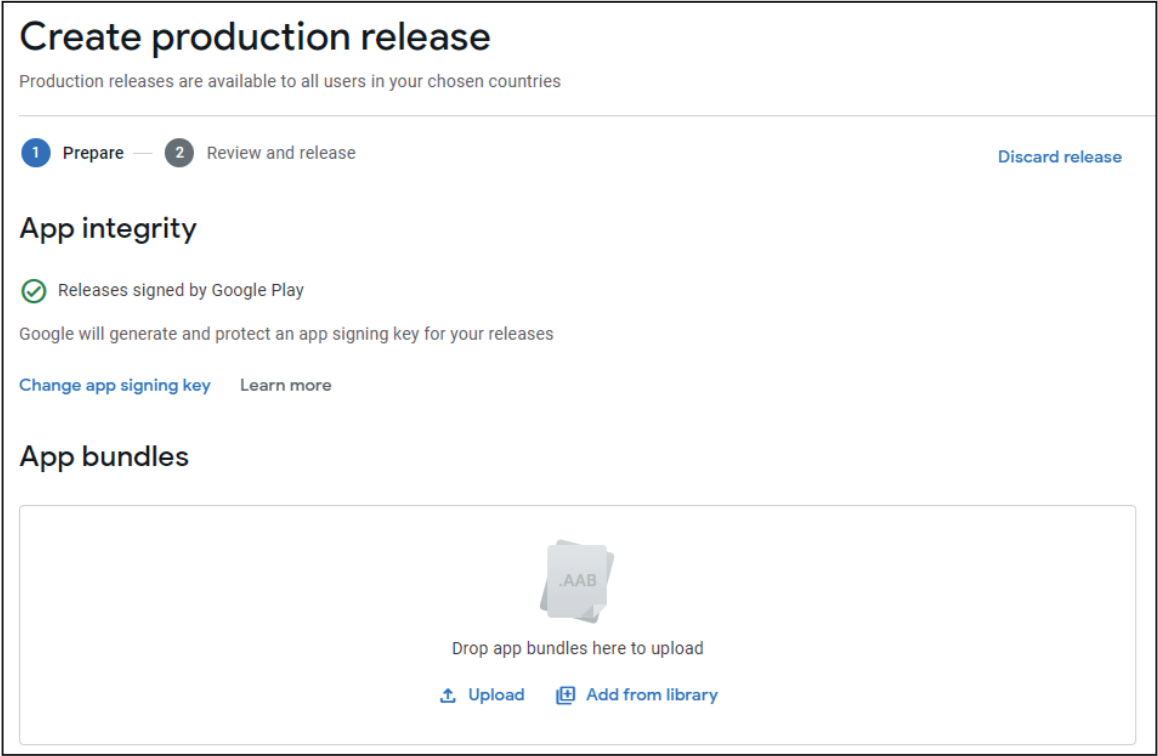 Create production release
Production releases are available to all users in your chosen countries
1 Prepare 2 Review and release
Discard release
App integrity
Releases signed by Google Play
Google will generate and protect an app signing key for your releases
Change app signing key Learn more
App bundles
.AAB
Drop app bundles here to upload
Upload Add from library